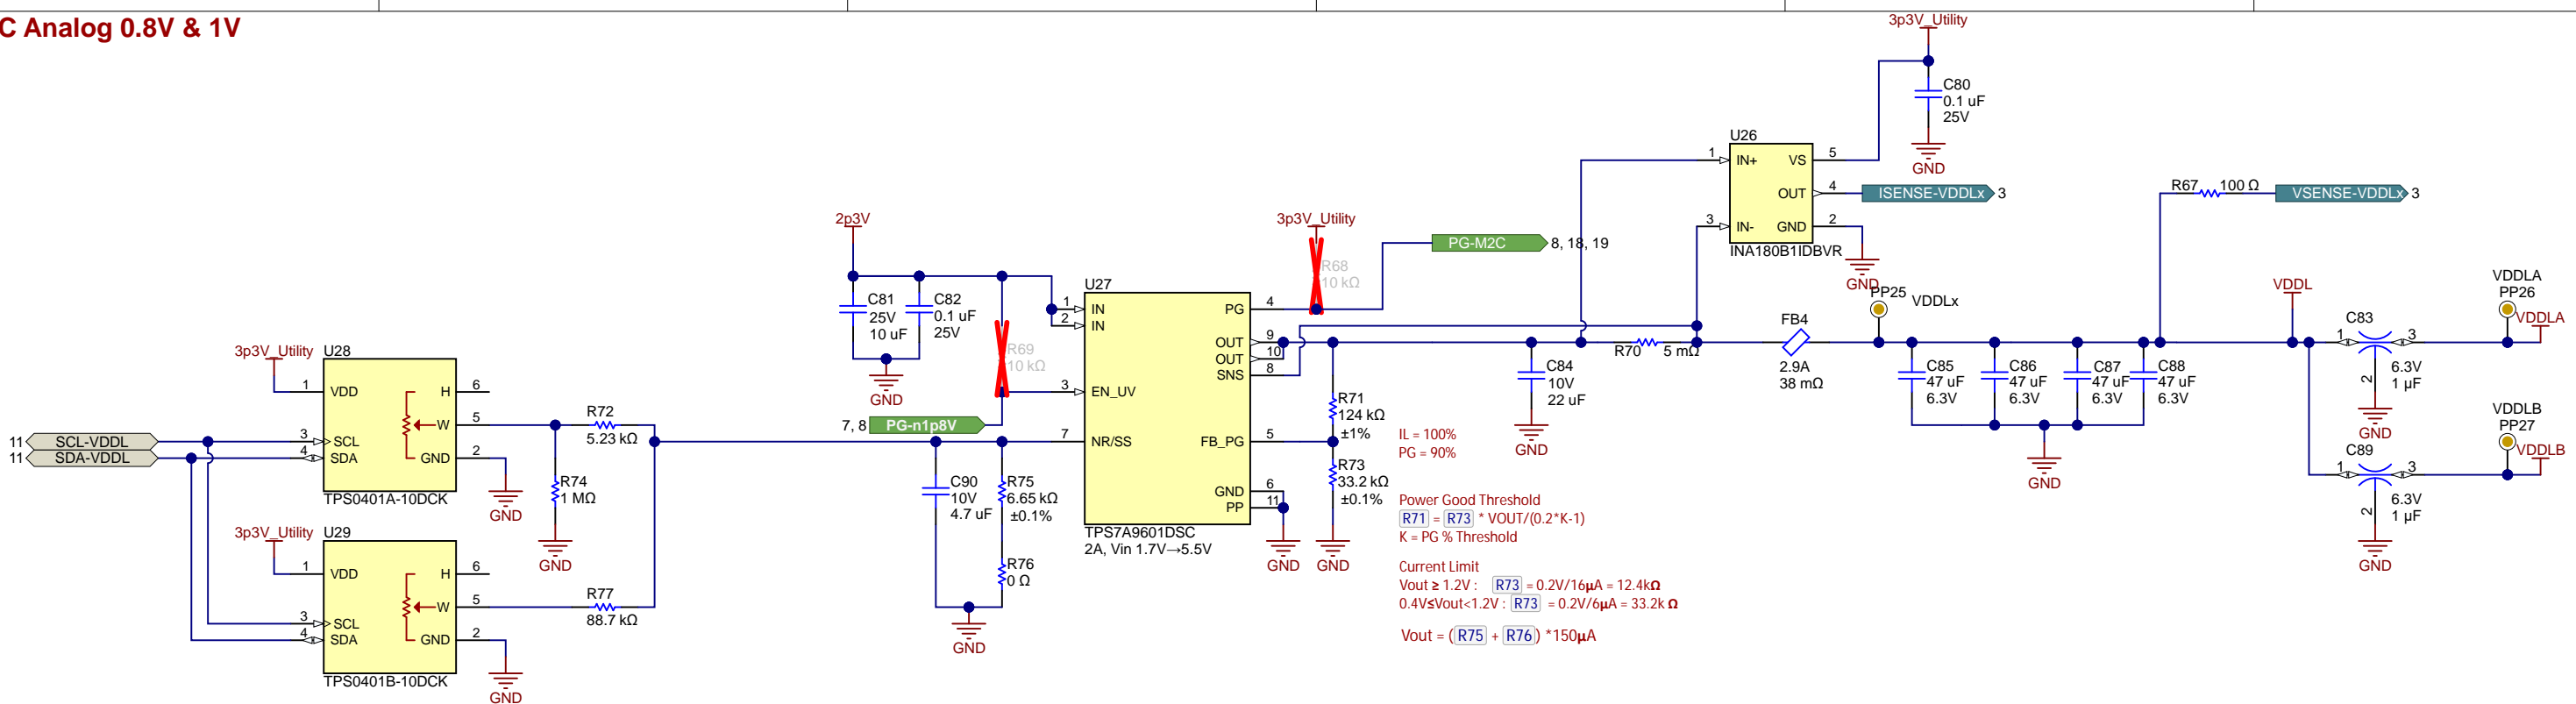 C Analog 0.8V & 1V
3p3V_Utility
C80
0.1 uF
25V
GND
U26
1
IN+
VS
5
OUT
4
ISENSE-VDDLx
3
3
IN-
GND
2
INA180B1IDBVR
GND
R67
100 Ω
VSENSE-VDDLx
3
2p3V
C81
25V
10 uF
C82
0.1 uF
25V
GND
R69
10 kΩ
7, 8
PG-n1p8V
3p3V_Utility
R68
10 kΩ
PG-M2C
8, 18, 19
U27
1
IN
2
IN
3
EN_UV
7
NR/SS
PG
4
OUT
9
OUT
10
SNS
8
FB_PG
5
GND
6
PP
11
TPS7A9601DSC
2A, Vin 1.7V→5.5V
GND
GND
R71
124 kΩ
±1%
R73
33.2 kΩ
±0.1%
IL = 100%
PG = 90%
Power Good Threshold
R71 = R73 * VOUT/(0.2*K-1)
K = PG % Threshold
Current Limit
Vout ≥ 1.2V : R73 = 0.2V/16µA = 12.4kΩ
0.4V≤Vout<1.2V : R73 = 0.2V/6µA = 33.2k Ω
Vout = (R75 + R76) *150µA
C84
10V
22 uF
GND
R70
5 mΩ
FB4
2.9A
38 mΩ
PP25
VDDLx
C85
47 uF
6.3V
C86
47 uF
6.3V
C87
47 uF
6.3V
C88
47 uF
6.3V
GND
VDDL
C83
1
3
2
6.3V
1 µF
GND
VDDLA
PP26
VDDLA
C89
1
3
2
6.3V
1 µF
GND
VDDLB
PP27
VDDLB
3p3V_Utility
U28
1
VDD
H
6
W
5
3
SCL
4
SDA
GND
2
TPS0401A-10DCK
GND
11
SCL-VDDL
11
SDA-VDDL
R72
5.23 kΩ
R74
1 MΩ
GND
3p3V_Utility
U29
1
VDD
H
6
W
5
3
SCL
4
SDA
GND
2
TPS0401B-10DCK
GND
R77
88.7 kΩ
C90
10V
4.7 uF
R75
6.65 kΩ
±0.1%
R76
0 Ω
GND